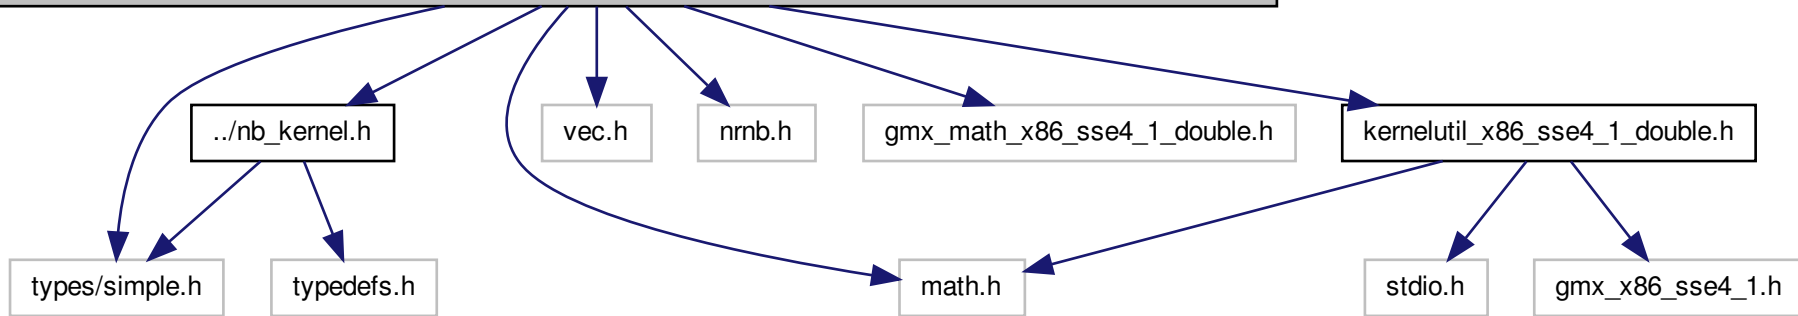 ../nb_kernel.h
vec.h
nrnb.h
gmx_math_x86_sse4_1_double.h
kernelutil_x86_sse4_1_double.h
types/simple.h
typedefs.h
math.h
stdio.h
gmx_x86_sse4_1.h